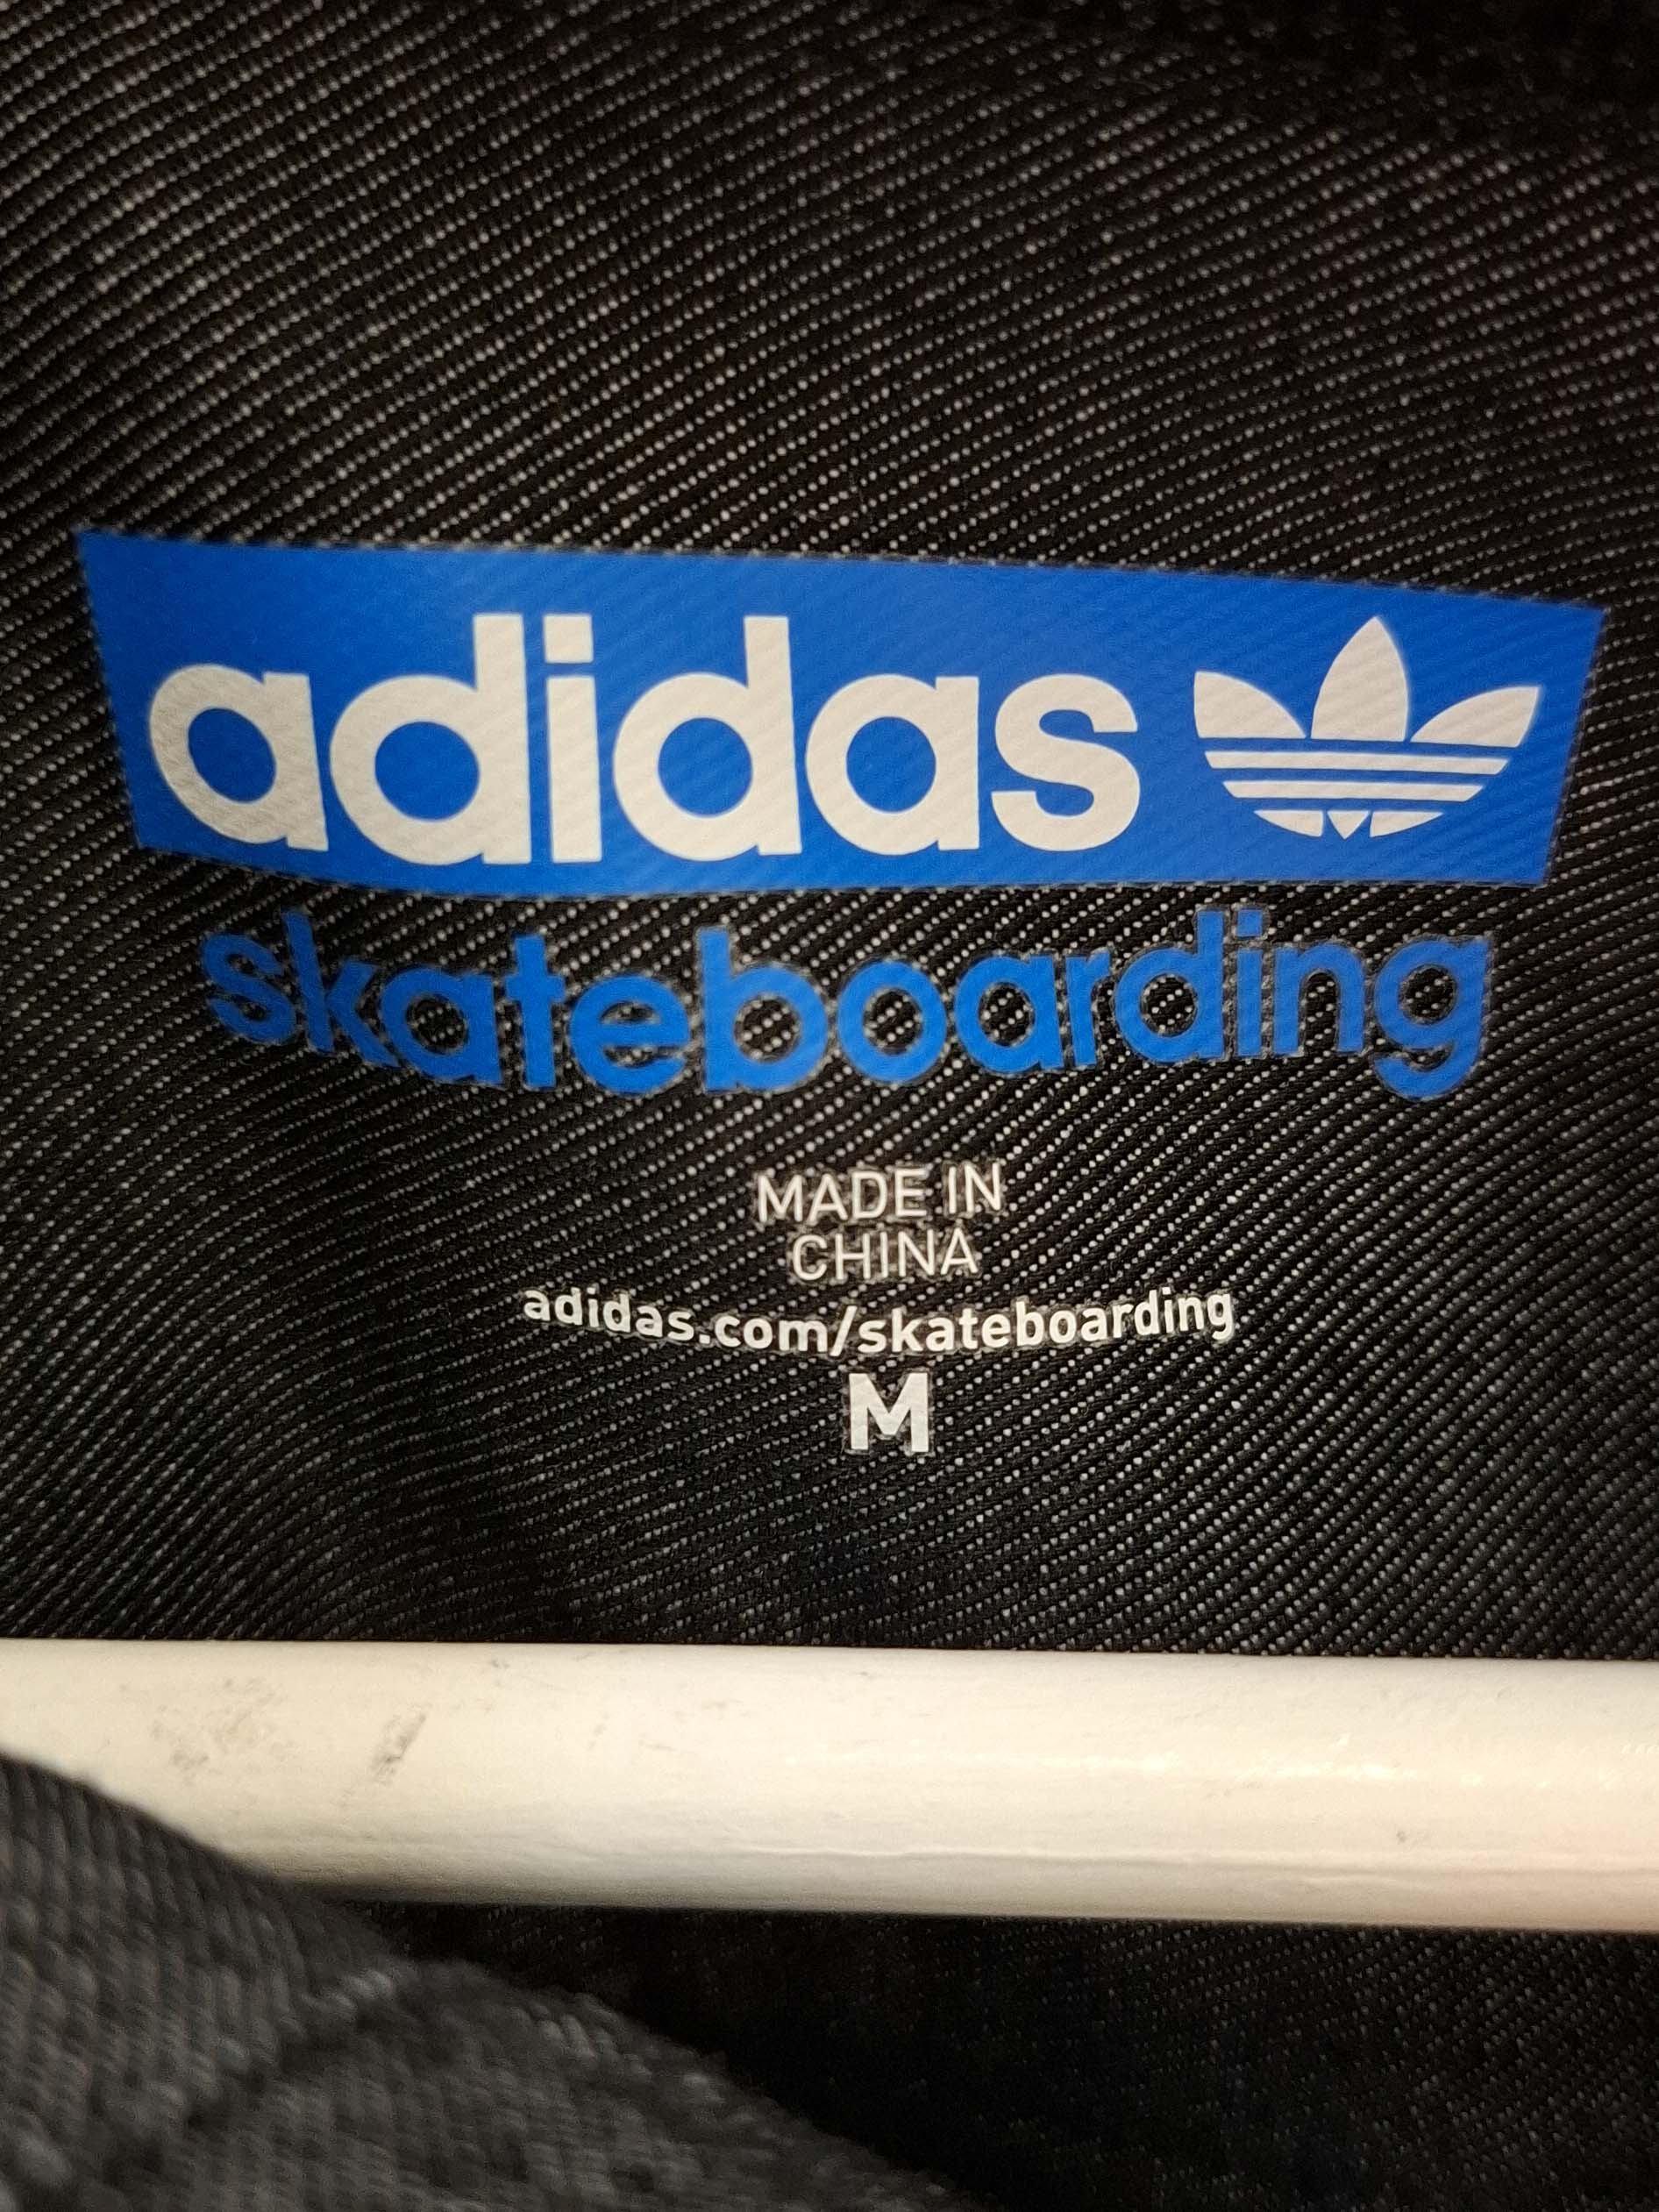 adidas
skateboarding
MADE IN
CHINA
adidas.com/skateboarding
M